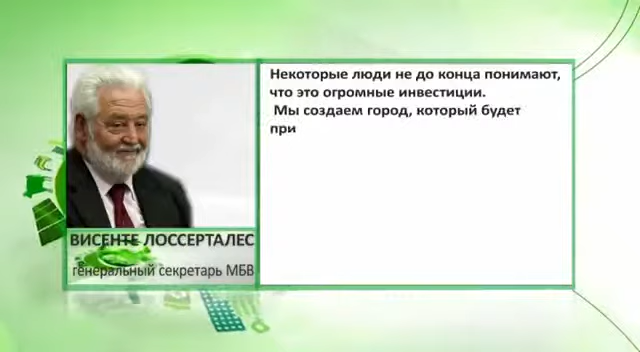 Некоторые люди не до конца понимают,
что это огромные инвестиции.
Мы создаем город, который будет
при
ВИСЕНТЕ ЛОССЕРТАЛЕС
генеральный секретарь МБВ